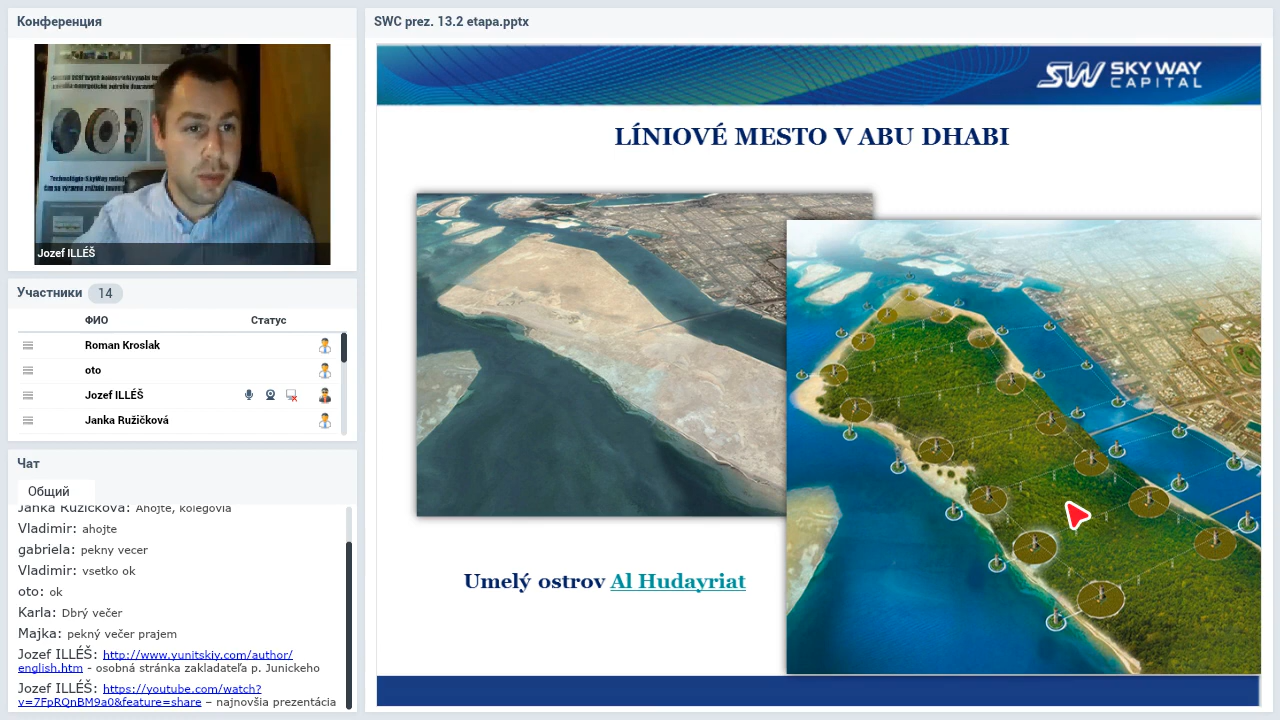 Конференция
Jozef ILLÉŠ
Участники 14
ФИО Статус
Roman Kroslak
oto
Jozef ILLÉŠ
Janka Ružičková
Чат
Общий
Janka Ružičková: Ahojte, kolegovia
Vladimir: ahojte
gabriela: pekny vecer
Vladimir: vsetko ok
oto: ok
Karla: Dbrý večer
Majka: pekný večer prajem
Jozef ILLÉŠ: http://www.yunitskiy.com/author/
english.htm - osobná stránka zakladateľa p. Junického
Jozef ILLÉŠ: https://youtube.com/watch?
v=7FpRQnBM9a0&feature=share – najnovšia prezentácia
SWC prez. 13.2 etapa.pptx
SW SKY WAY
CAPITAL
LÍNIOVÉ MESTO V ABU DHABI
Umelý ostrov Al Hudayriat